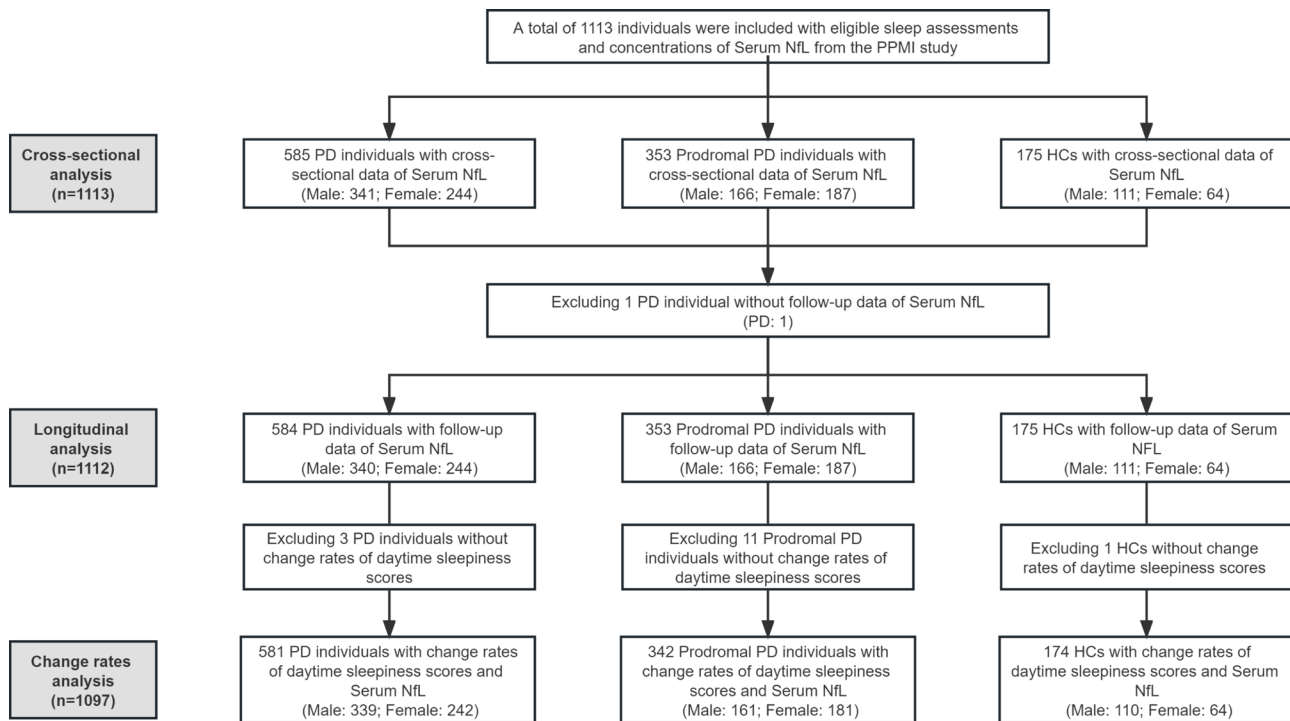 A total of 1113 individuals were included with eligible sleep assessments
and concentrations of Serum NfL from the PPMI study
Cross-sectional
analysis
(n=1113)
585 PD individuals with cross-
sectional data of Serum NfL
(Male: 341; Female: 244)
353 Prodromal PD individuals with
cross-sectional data of Serum NfL
(Male: 166; Female: 187)
175 HCs with cross-sectional data of
Serum NfL
(Male: 111; Female: 64)
Excluding 1 PD individual without follow-up data of Serum NfL
(PD: 1)
Longitudinal
analysis
(n=1112)
584 PD individuals with follow-up
data of Serum NfL
(Male: 340; Female: 244)
353 Prodromal PD individuals with
follow-up data of Serum NfL
(Male: 166; Female: 187)
175 HCs with follow-up data of Serum
NFL
(Male: 111; Female: 64)
Excluding 3 PD individuals without
change rates of daytime sleepiness
scores
Excluding 11 Prodromal PD
individuals without change rates of
daytime sleepiness scores
Excluding 1 HCs without change
rates of daytime sleepiness scores
Change rates
analysis
(n=1097)
581 PD individuals with change rates
of daytime sleepiness scores and
Serum NfL
(Male: 339; Female: 242)
342 Prodromal PD individuals with
change rates of daytime sleepiness
scores and Serum NfL
(Male: 161; Female: 181)
174 HCs with change rates of
daytime sleepiness scores and Serum
NfL
(Male: 110; Female: 64)